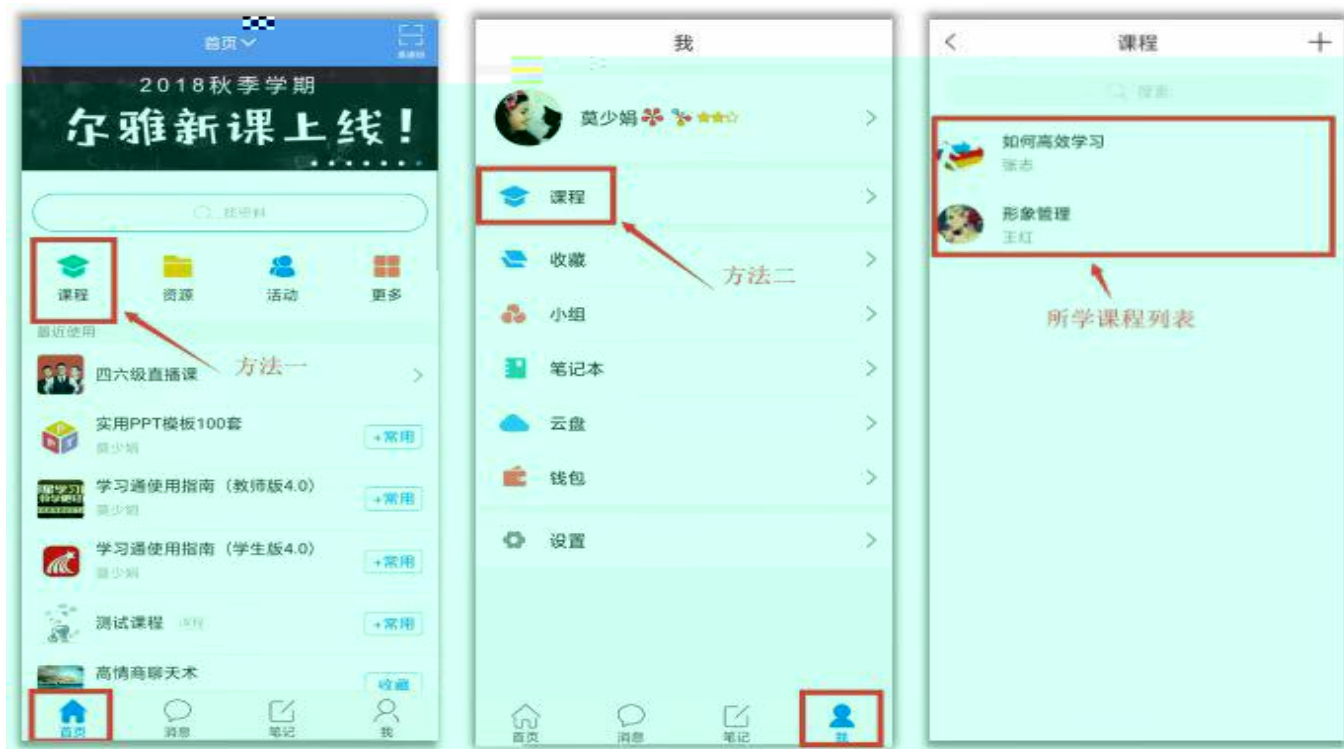 首页
2018秋季学期
尔雅新课上线！
找资料
课程
资源
活动
更多
最近使用
方法一
四六级直播课
实用PPT模板100套
莫少娟
+常用
学习通使用指南（教师版4.0）
莫少娟
+常用
学习通使用指南（学生版4.0）
莫少娟
+常用
测试课程
课程
+常用
高情商聊天术
收藏
首页
消息
笔记
我
我
莫少娟
课程
方法二
收藏
小组
笔记本
云盘
钱包
设置
首页
消息
笔记
我
课程
搜索
如何高效学习
张志
形象管理
王红
所学课程列表